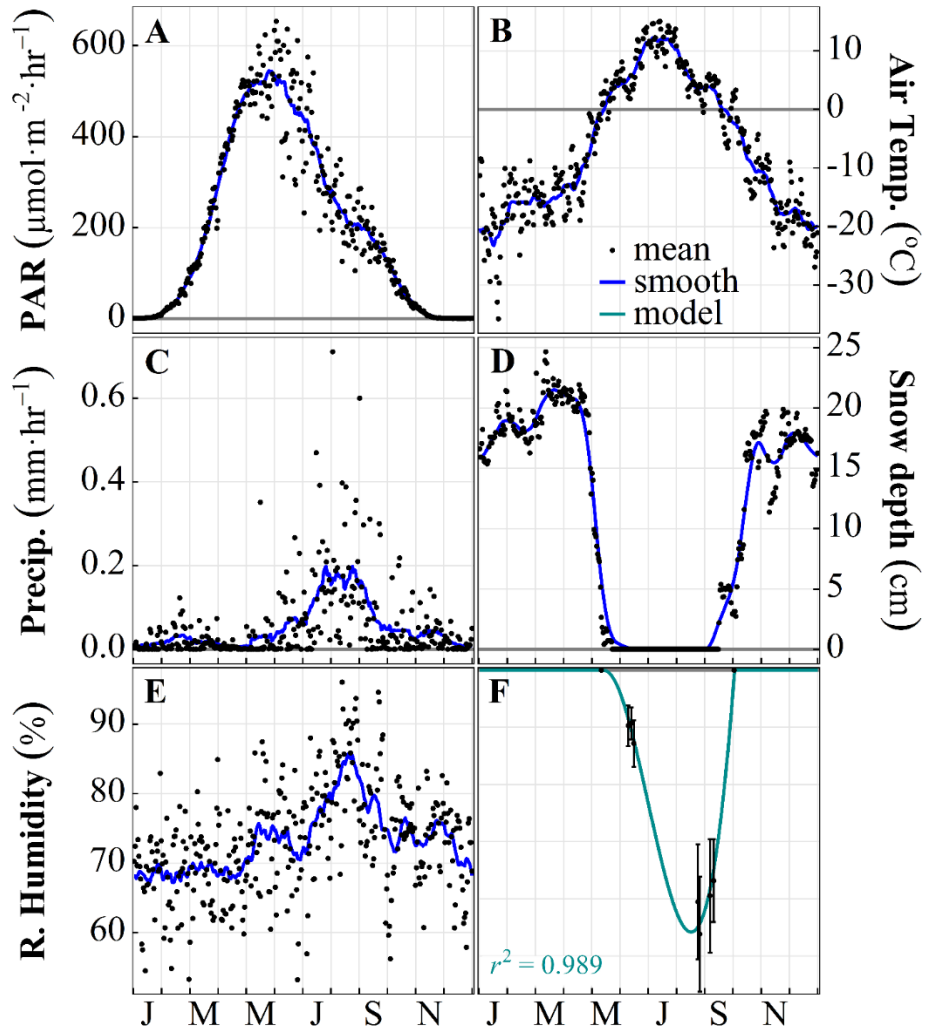 A
PAR (μmol·m⁻²·hr⁻¹)
600
400
200
0
B
Air Temp. (°C)
10
0
-10
-20
-30
mean
smooth
model
C
Precip. (mm·hr⁻¹)
0.6
0.4
0.2
0.0
D
Snow depth (cm)
25
20
15
10
5
0
E
R. Humidity (%)
90
80
70
60
J M M J S N
F
r² = 0.989
J M M J S N